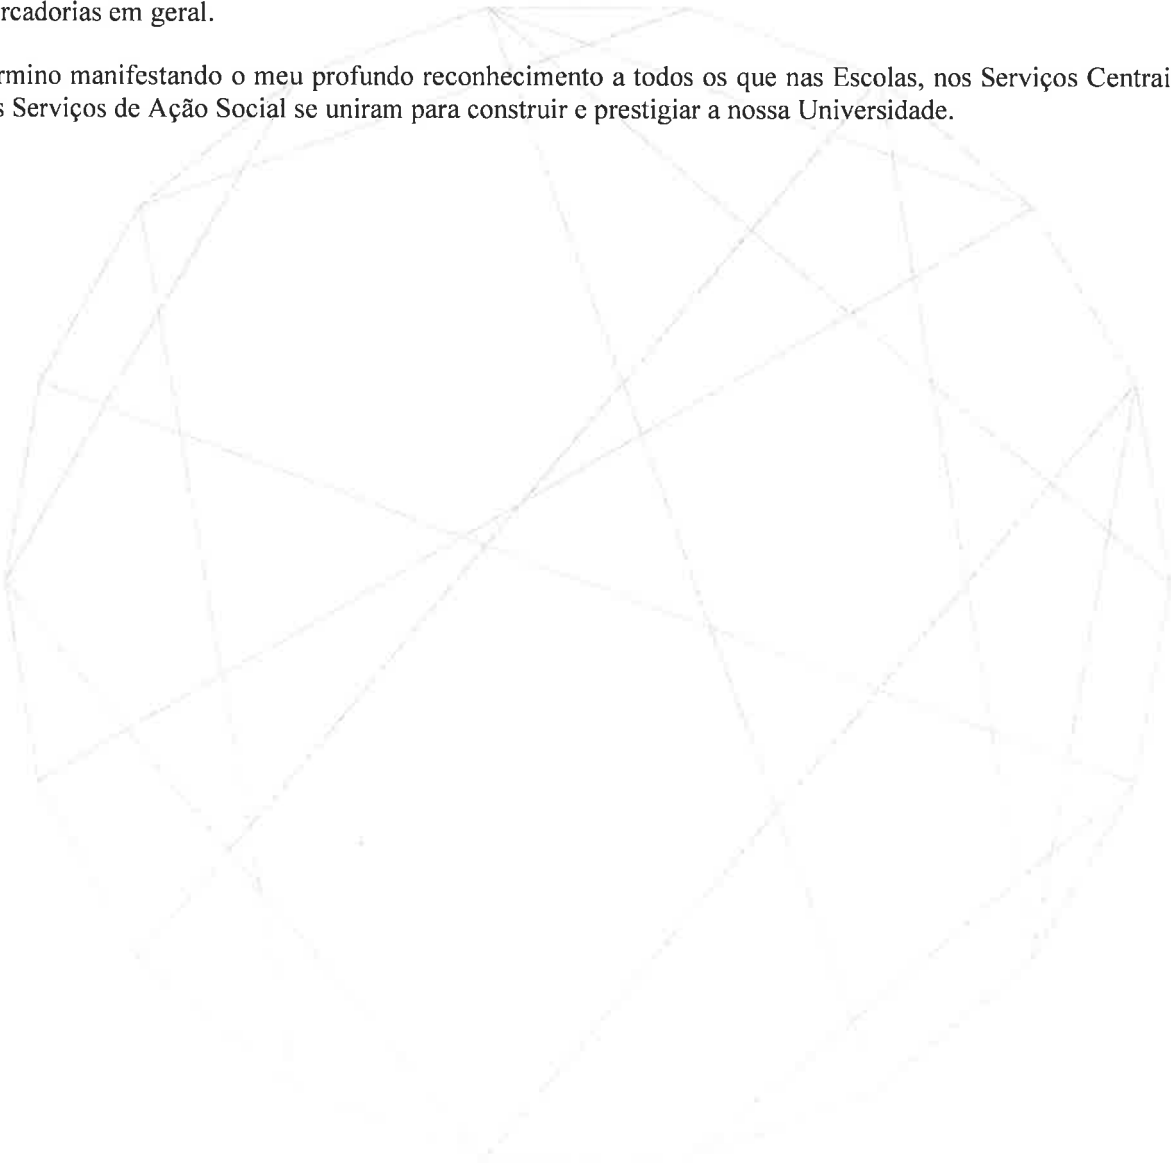 rcadorias em geral.
rmino manifestando o meu profundo reconhecimento a todos os que nas Escolas, nos Serviços Centrai
s Serviços de Ação Social se uniram para construir e prestigiar a nossa Universidade.